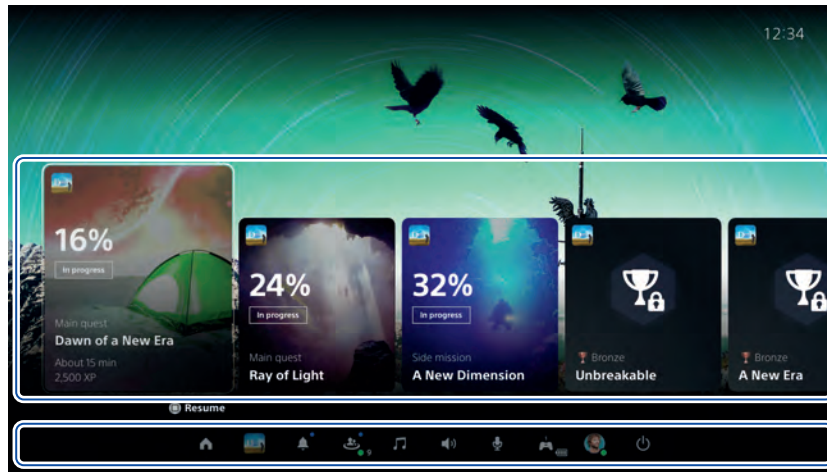 12:34
16%
In progress
Main quest
Dawn of a New Era
About 15 min
2,500 XP
24%
In progress
Main quest
Ray of Light
32%
In progress
Side mission
A New Dimension
Bronze
Unbreakable
Bronze
A New Era
Resume
9